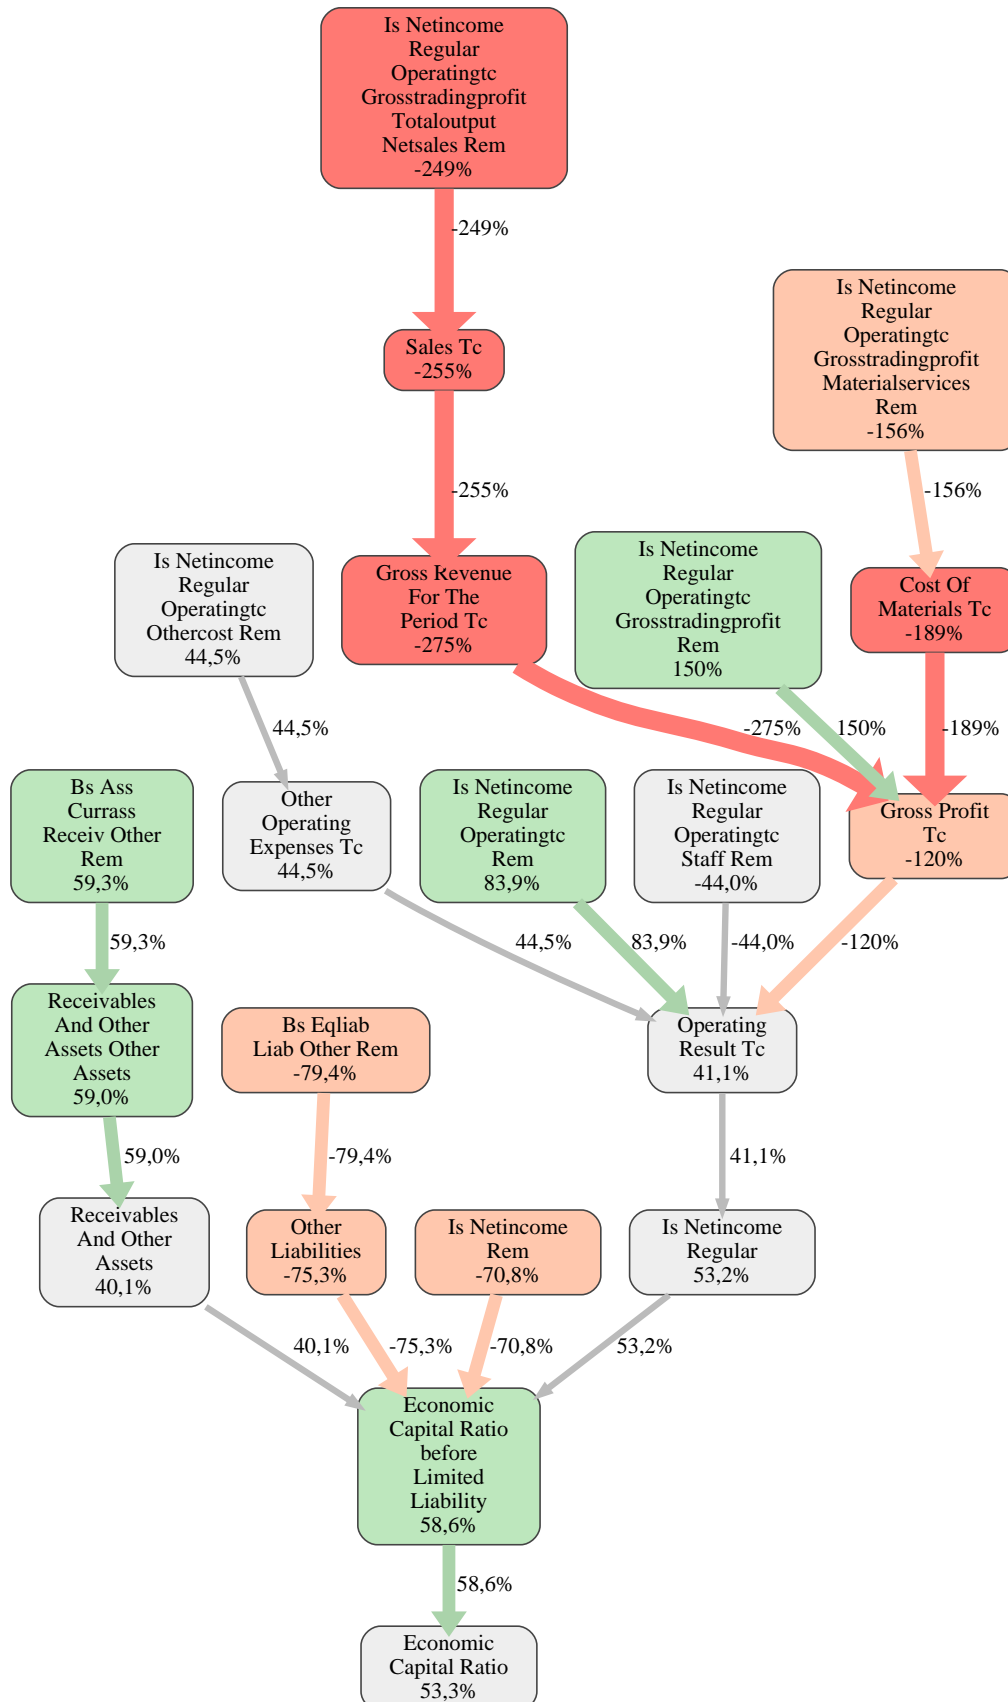 Is Netincome
Regular
Operatingtc
Grosstradingprofit
Totaloutput
Netsales Rem
-249%
-249%
Sales Tc
-255%
-255%
Is Netincome
Regular
Operatingtc
Grosstradingprofit
Materialservices
Rem
-156%
-156%
Is Netincome
Regular
Operatingtc
Othercost Rem
44,5%
44,5%
Gross Revenue
For The
Period Tc
-275%
-275%
Is Netincome
Regular
Operatingtc
Grosstradingprofit
Rem
150%
150%
Cost Of
Materials Tc
-189%
-189%
Bs Ass
Currass
Receiv Other
Rem
59,3%
59,3%
Other
Operating
Expenses Tc
44,5%
44,5%
Is Netincome
Regular
Operatingtc
Rem
83,9%
83,9%
Is Netincome
Regular
Operatingtc
Staff Rem
-44,0%
-44,0%
Gross Profit
Tc
-120%
-120%
Receivables
And Other
Assets Other
Assets
59,0%
59,0%
Bs Eqliab
Liab Other Rem
-79,4%
-79,4%
Operating
Result Tc
41,1%
41,1%
Receivables
And Other
Assets
40,1%
40,1%
Other
Liabilities
-75,3%
-75,3%
Is Netincome
Rem
-70,8%
-70,8%
Is Netincome
Regular
53,2%
53,2%
Economic
Capital Ratio
before
Limited
Liability
58,6%
58,6%
Economic
Capital Ratio
53,3%